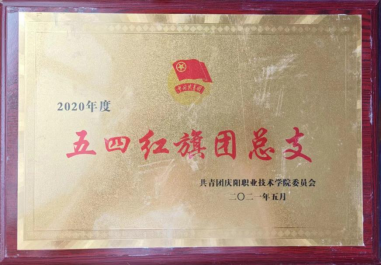 2020年度
五四红旗团总支
共青团庆阳职业技术学院委员会
二〇二一年五月